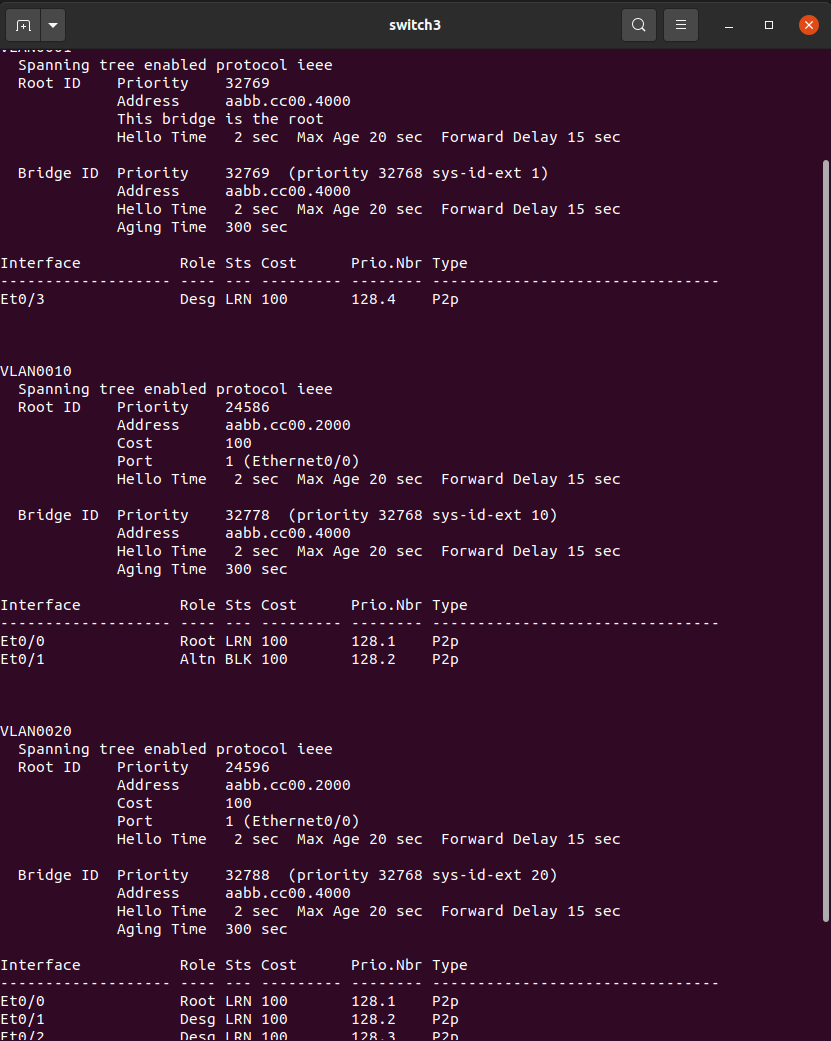 switch3
VLAN0001
  Spanning tree enabled protocol ieee
  Root ID    Priority    32769
             Address     aabb.cc00.4000
             This bridge is the root
             Hello Time   2 sec  Max Age 20 sec  Forward Delay 15 sec

  Bridge ID  Priority    32769  (priority 32768 sys-id-ext 1)
             Address     aabb.cc00.4000
             Hello Time   2 sec  Max Age 20 sec  Forward Delay 15 sec
             Aging Time  300 sec

Interface           Role Sts Cost      Prio.Nbr Type
------------------- ---- --- --------- -------- --------------------------------
Et0/3               Desg LRN 100       128.4    P2p

VLAN0010
  Spanning tree enabled protocol ieee
  Root ID    Priority    24586
             Address     aabb.cc00.2000
             Cost        100
             Port        1 (Ethernet0/0)
             Hello Time   2 sec  Max Age 20 sec  Forward Delay 15 sec

  Bridge ID  Priority    32778  (priority 32768 sys-id-ext 10)
             Address     aabb.cc00.4000
             Hello Time   2 sec  Max Age 20 sec  Forward Delay 15 sec
             Aging Time  300 sec

Interface           Role Sts Cost      Prio.Nbr Type
------------------- ---- --- --------- -------- --------------------------------
Et0/0               Root LRN 100       128.1    P2p
Et0/1               Altn BLK 100       128.2    P2p

VLAN0020
  Spanning tree enabled protocol ieee
  Root ID    Priority    24596
             Address     aabb.cc00.2000
             Cost        100
             Port        1 (Ethernet0/0)
             Hello Time   2 sec  Max Age 20 sec  Forward Delay 15 sec

  Bridge ID  Priority    32788  (priority 32768 sys-id-ext 20)
             Address     aabb.cc00.4000
             Hello Time   2 sec  Max Age 20 sec  Forward Delay 15 sec
             Aging Time  300 sec

Interface           Role Sts Cost      Prio.Nbr Type
------------------- ---- --- --------- -------- --------------------------------
Et0/0               Root LRN 100       128.1    P2p
Et0/1               Desg LRN 100       128.2    P2p
Et0/2               Desg LRN 100       128.3    P2p